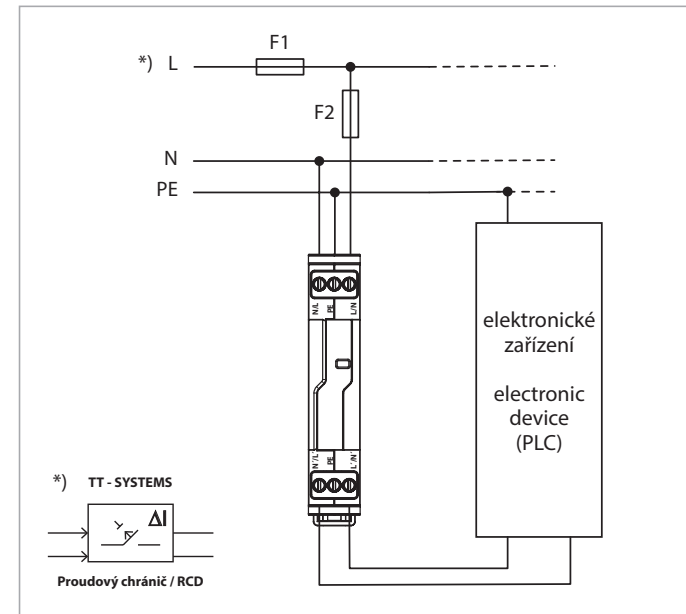 F1
*) L
F2
N
PE
N/L PE L/N
elektronické
zařízení
electronic
device
(PLC)
N´/L´ PE L´/N´
*) TT - SYSTEMS
ΔI
Proudový chránič / RCD